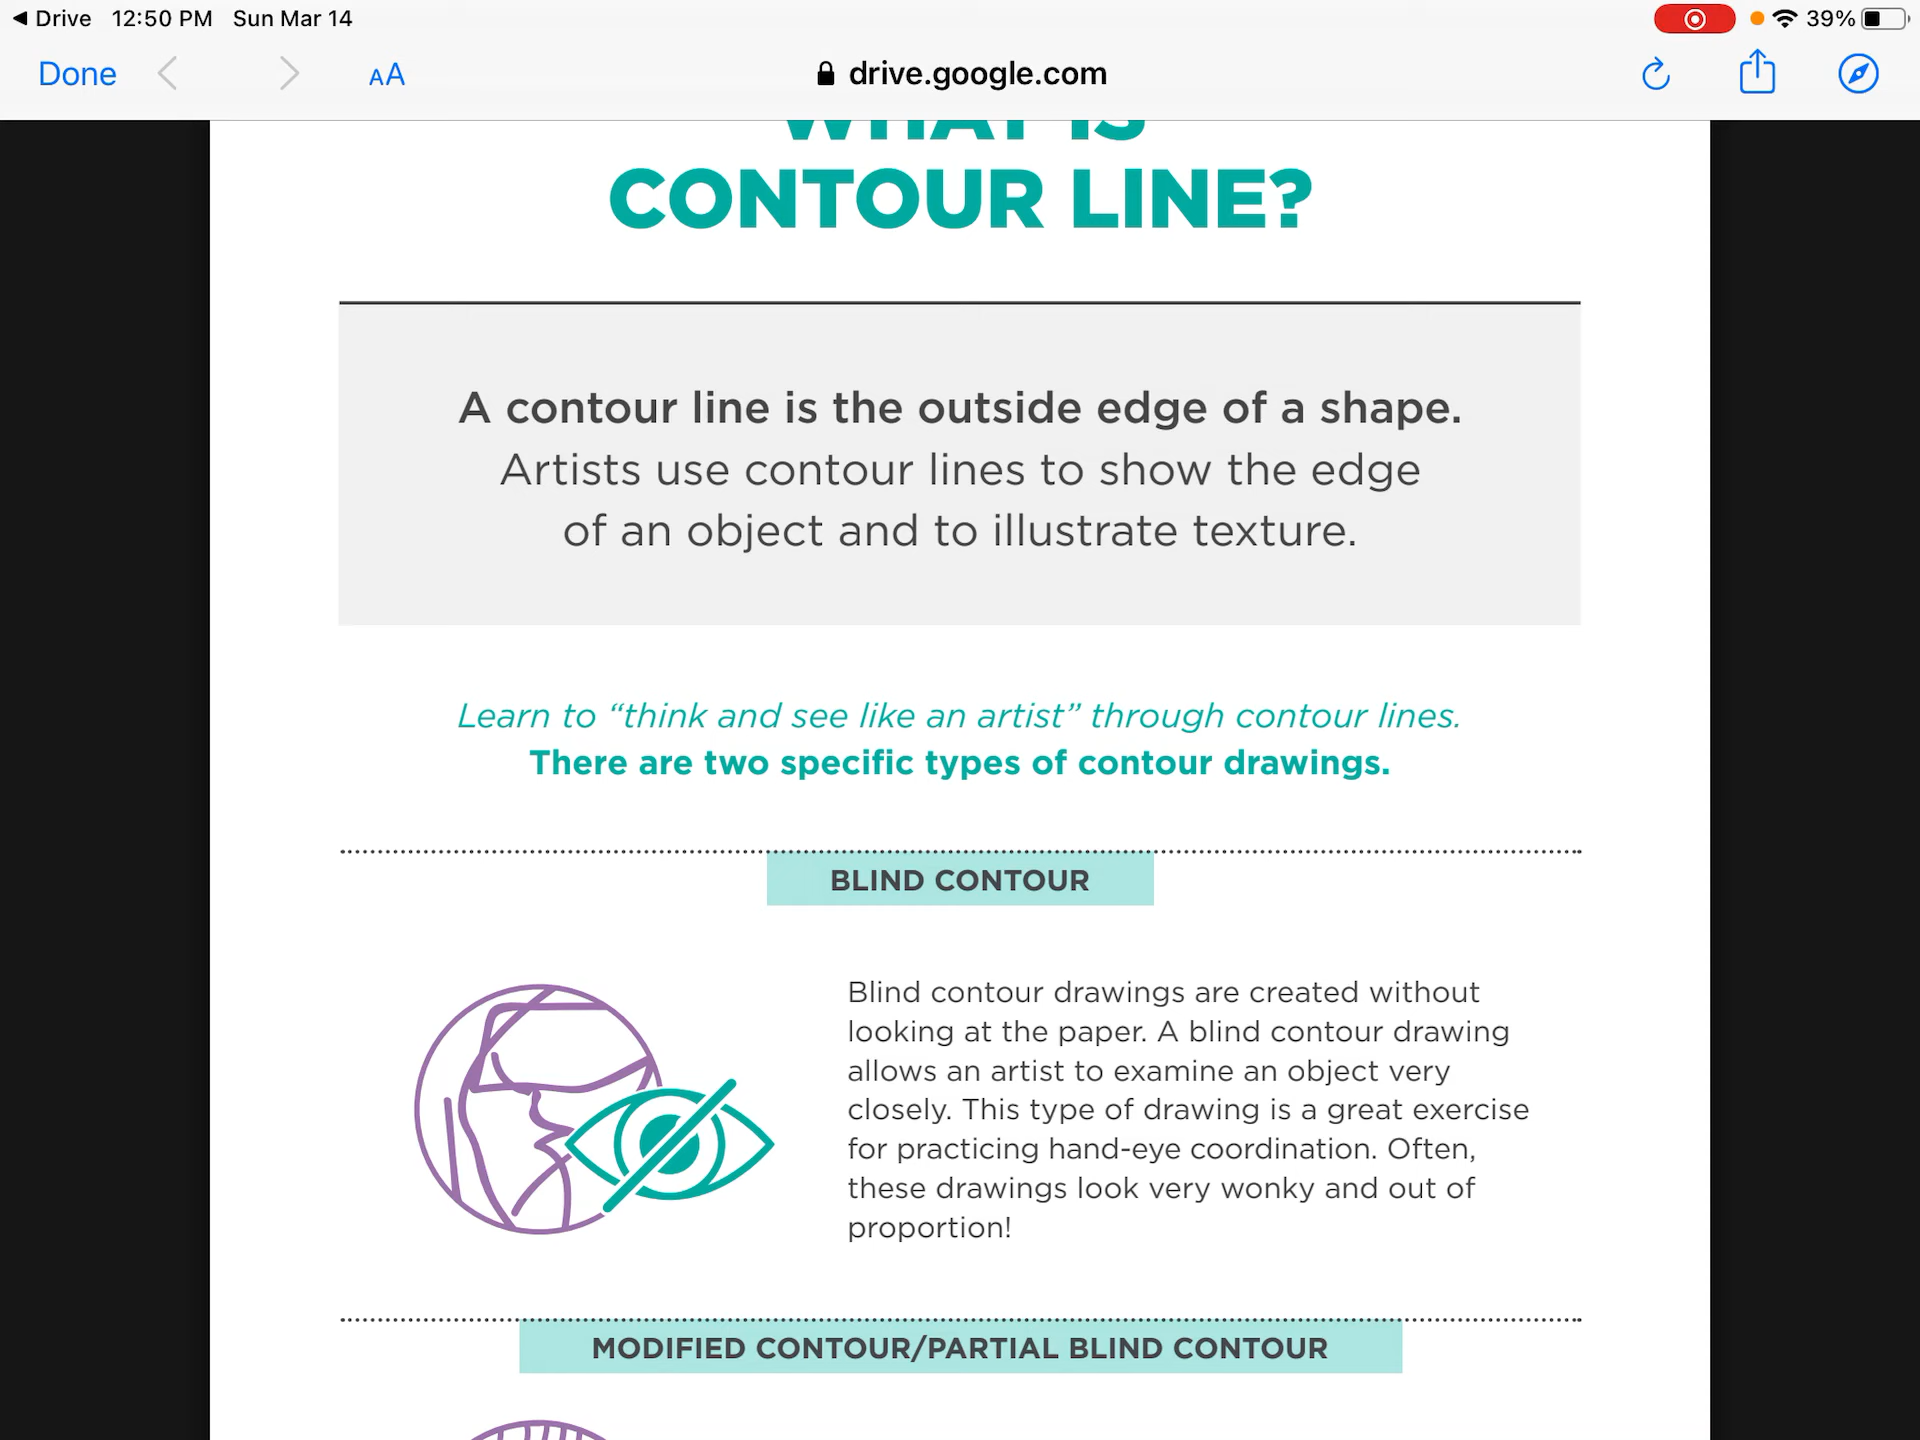 ◀ Drive 12:50 PM Sun Mar 14 39%
Done AA drive.google.com
WHAT IS
CONTOUR LINE?
A contour line is the outside edge of a shape.
Artists use contour lines to show the edge
of an object and to illustrate texture.
Learn to “think and see like an artist” through contour lines.
There are two specific types of contour drawings.
BLIND CONTOUR
Blind contour drawings are created without
looking at the paper. A blind contour drawing
allows an artist to examine an object very
closely. This type of drawing is a great exercise
for practicing hand-eye coordination. Often,
these drawings look very wonky and out of
proportion!
MODIFIED CONTOUR/PARTIAL BLIND CONTOUR